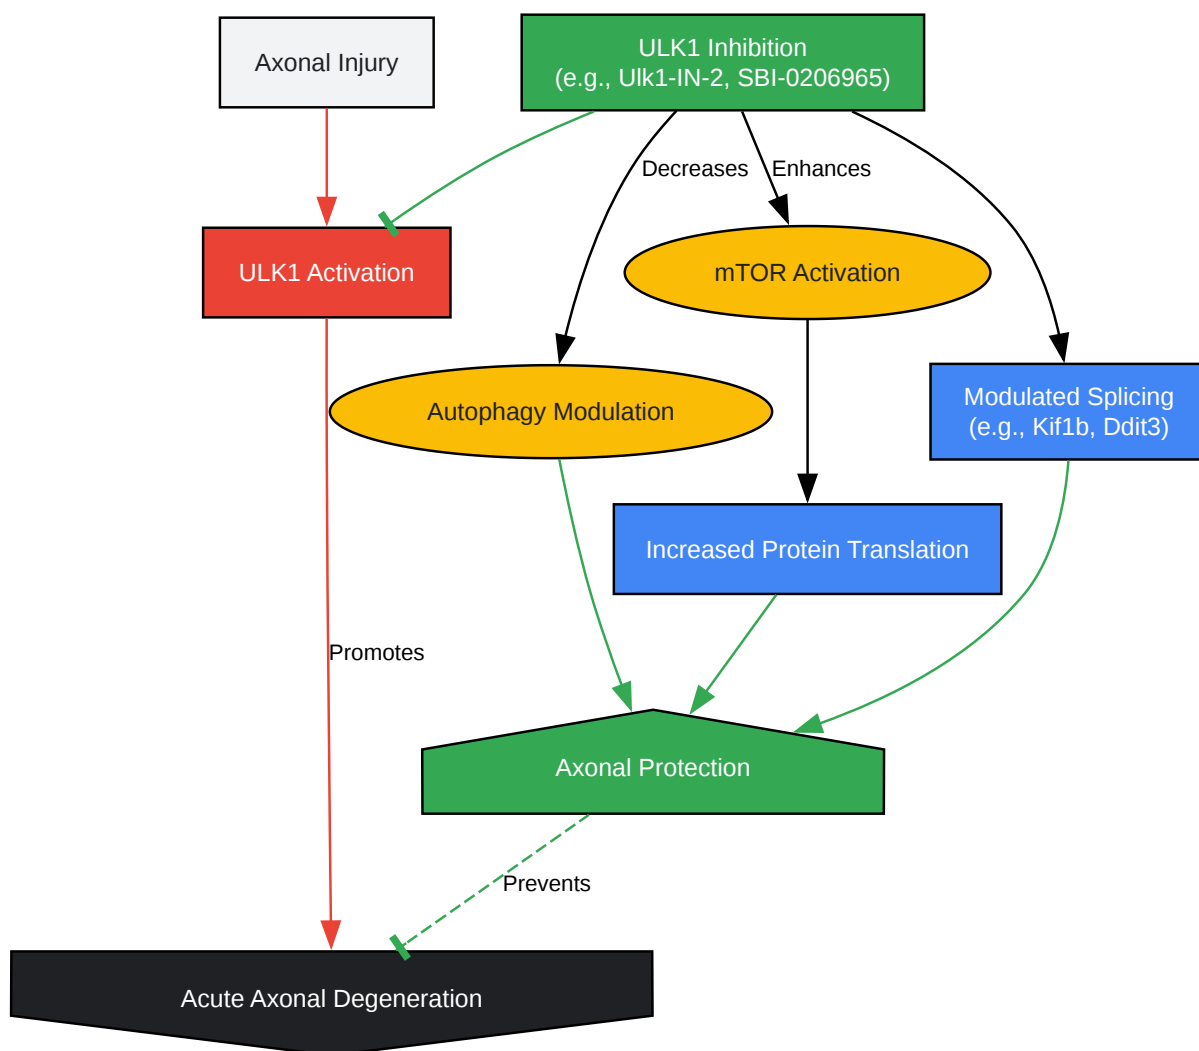 Axonal Injury
ULK1 Inhibition
(e.g., Ulk1-IN-2, SBI-0206965)
Decreases
Enhances
ULK1 Activation
mTOR Activation
Autophagy Modulation
Modulated Splicing
(e.g., Kif1b, Ddit3)
Increased Protein Translation
Promotes
Axonal Protection
Prevents
Acute Axonal Degeneration